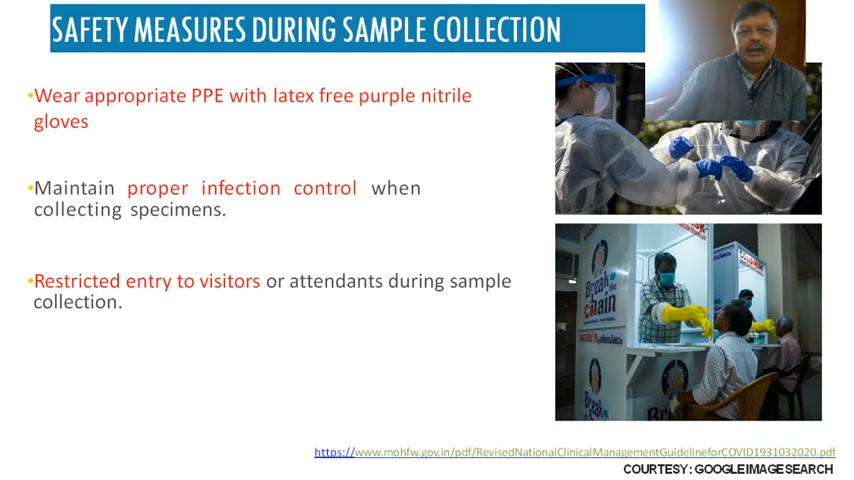 SAFETY MEASURES DURING SAMPLE COLLECTION
•Wear appropriate PPE with latex free purple nitrile
gloves
•Maintain proper infection control when
collecting specimens.
•Restricted entry to visitors or attendants during sample
collection.
Break
the
chain
https://www.mohfw.gov.in/pdf/RevisedNationalClinicalManagementGuidelineforCOVID1931032020.pdf
COURTESY: GOOGLE IMAGE SEARCH